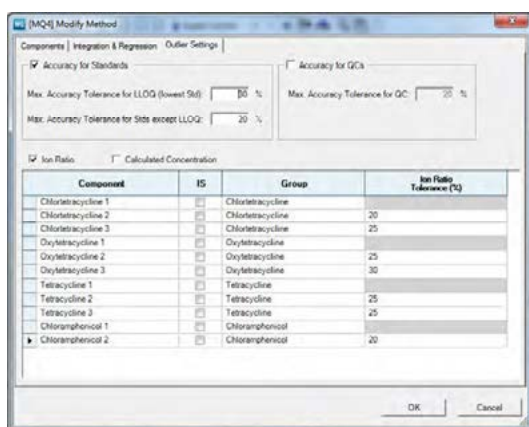 [MQ4] Modify Method
Components Integration & Regression Outlier Settings
Accuracy for Standards
Max. Accuracy Tolerance for LLOQ (lowest Std): %
Max. Accuracy Tolerance for Stds except LLOQ: 20 %
Accuracy for QCs
Max. Accuracy Tolerance for QC: 20 %
Ion Ratio Calculated Concentration
Component IS Group Ion Ratio Tolerance (%)
Chlortetracycline 1 Chlortetracycline
Chlortetracycline 2 Chlortetracycline 20
Chlortetracycline 3 Chlortetracycline 25
Oxytetracycline 1 Oxytetracycline
Oxytetracycline 2 Oxytetracycline 25
Oxytetracycline 3 Oxytetracycline 30
Tetracycline 1 Tetracycline
Tetracycline 2 Tetracycline 25
Tetracycline 3 Tetracycline 25
Chloramphenicol 1 Chloramphenicol
Chloramphenicol 2 Chloramphenicol 20
OK Cancel